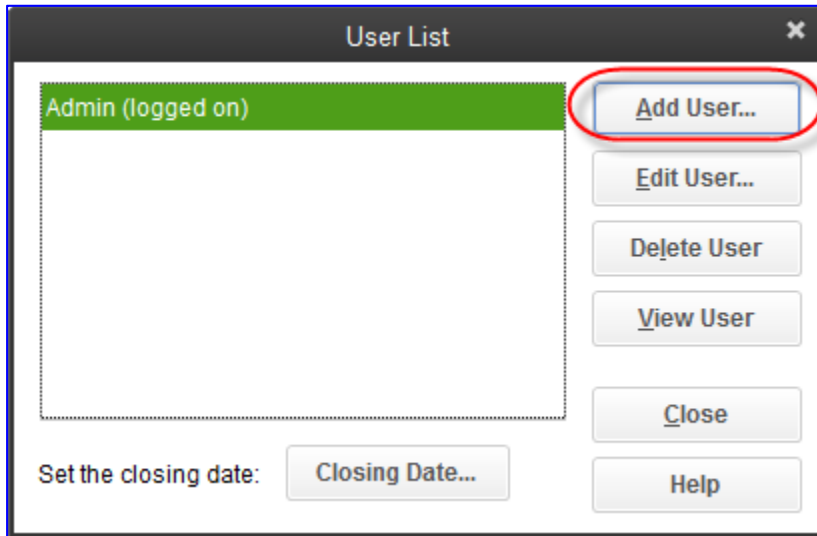 User List
Admin (logged on)
Add User...
Edit User...
Delete User
View User
Close
Set the closing date:
Closing Date...
Help